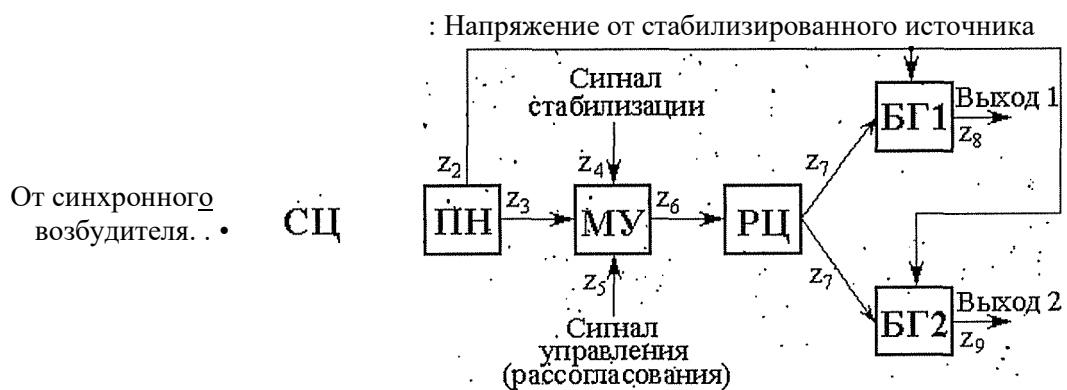 : Напряжение от стабилизированного источника
Сигнал
стабилизации
БГ1
Выход 1
z8
z2
z4
z7
От синхронного
возбудителя. . •
СЦ
ПН
z3
МУ
z6
РЦ
z5
z7
Сигнал
управления
(рассогласования)
БГ2
Выход 2
z9